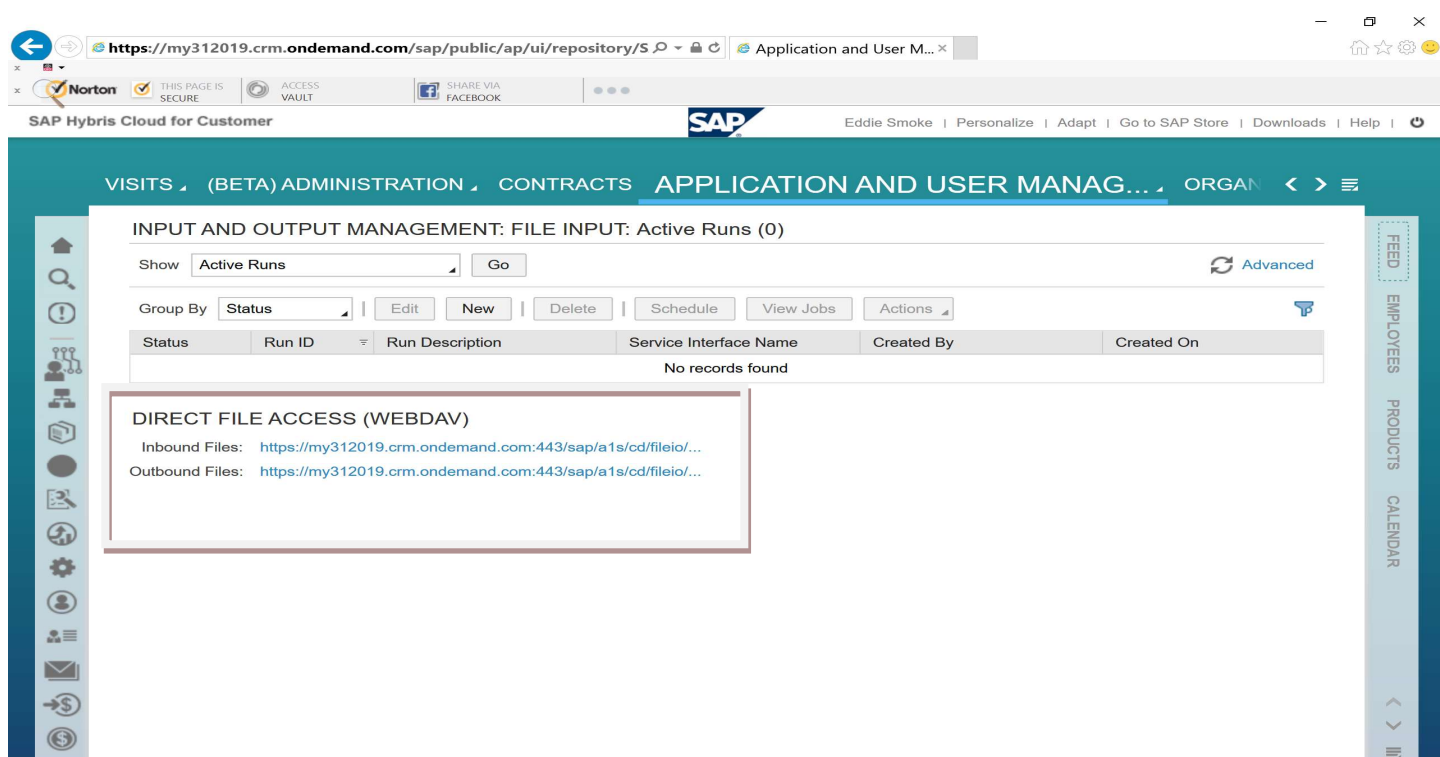 https://my312019.crm.ondemand.com/sap/public/ap/ui/repository/S
Application and User M...
Norton
THIS PAGE IS SECURE
ACCESS VAULT
SHARE VIA FACEBOOK
SAP Hybris Cloud for Customer
SAP
Eddie Smoke | Personalize | Adapt | Go to SAP Store | Downloads | Help |
VISITS (BETA) ADMINISTRATION CONTRACTS APPLICATION AND USER MANAG... ORGAN
INPUT AND OUTPUT MANAGEMENT: FILE INPUT: Active Runs (0)
Show Active Runs Go Advanced
Group By Status | Edit New | Delete | Schedule View Jobs Actions
Status Run ID Run Description Service Interface Name Created By Created On
No records found
DIRECT FILE ACCESS (WEBDAV)
Inbound Files: https://my312019.crm.ondemand.com:443/sap/a1s/cd/fileio/...
Outbound Files: https://my312019.crm.ondemand.com:443/sap/a1s/cd/fileio/...
FEED
EMPLOYEES
PRODUCTS
CALENDAR